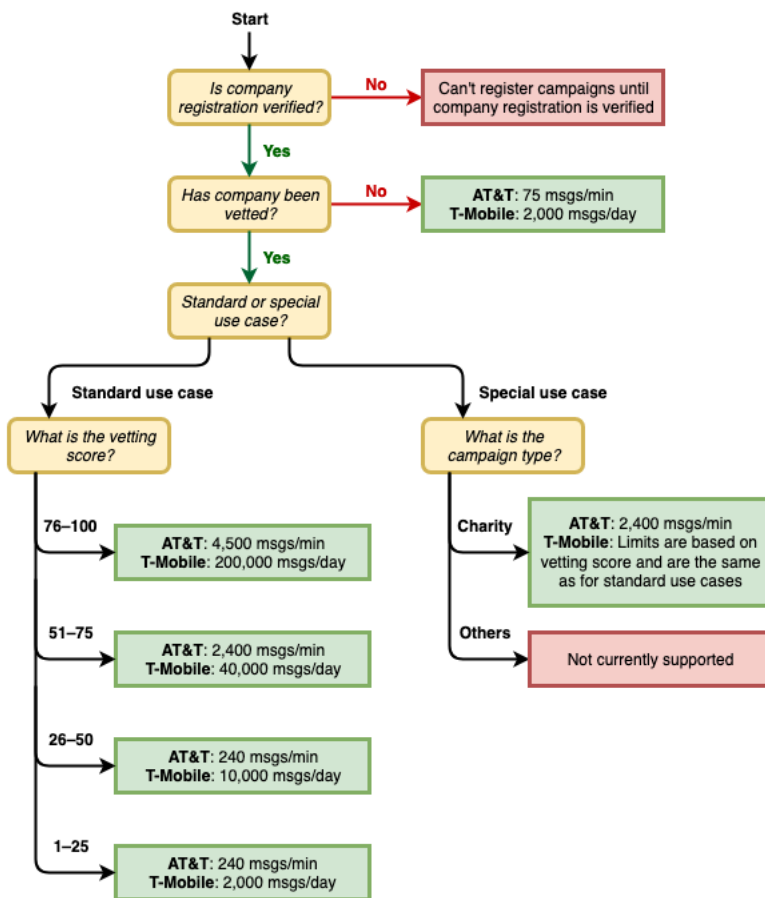 Start
Is company
registration verified?
No
Can't register campaigns until
company registration is verified
Yes
Has company been
vetted?
No
AT&T: 75 msgs/min
T-Mobile: 2,000 msgs/day
Yes
Standard or special
use case?
Standard use case
Special use case
What is the vetting
score?
What is the
campaign type?
76–100
AT&T: 4,500 msgs/min
T-Mobile: 200,000 msgs/day
Charity
AT&T: 2,400 msgs/min
T-Mobile: Limits are based on
vetting score and are the same
as for standard use cases
51–75
AT&T: 2,400 msgs/min
T-Mobile: 40,000 msgs/day
Others
Not currently supported
26–50
AT&T: 240 msgs/min
T-Mobile: 10,000 msgs/day
1–25
AT&T: 240 msgs/min
T-Mobile: 2,000 msgs/day